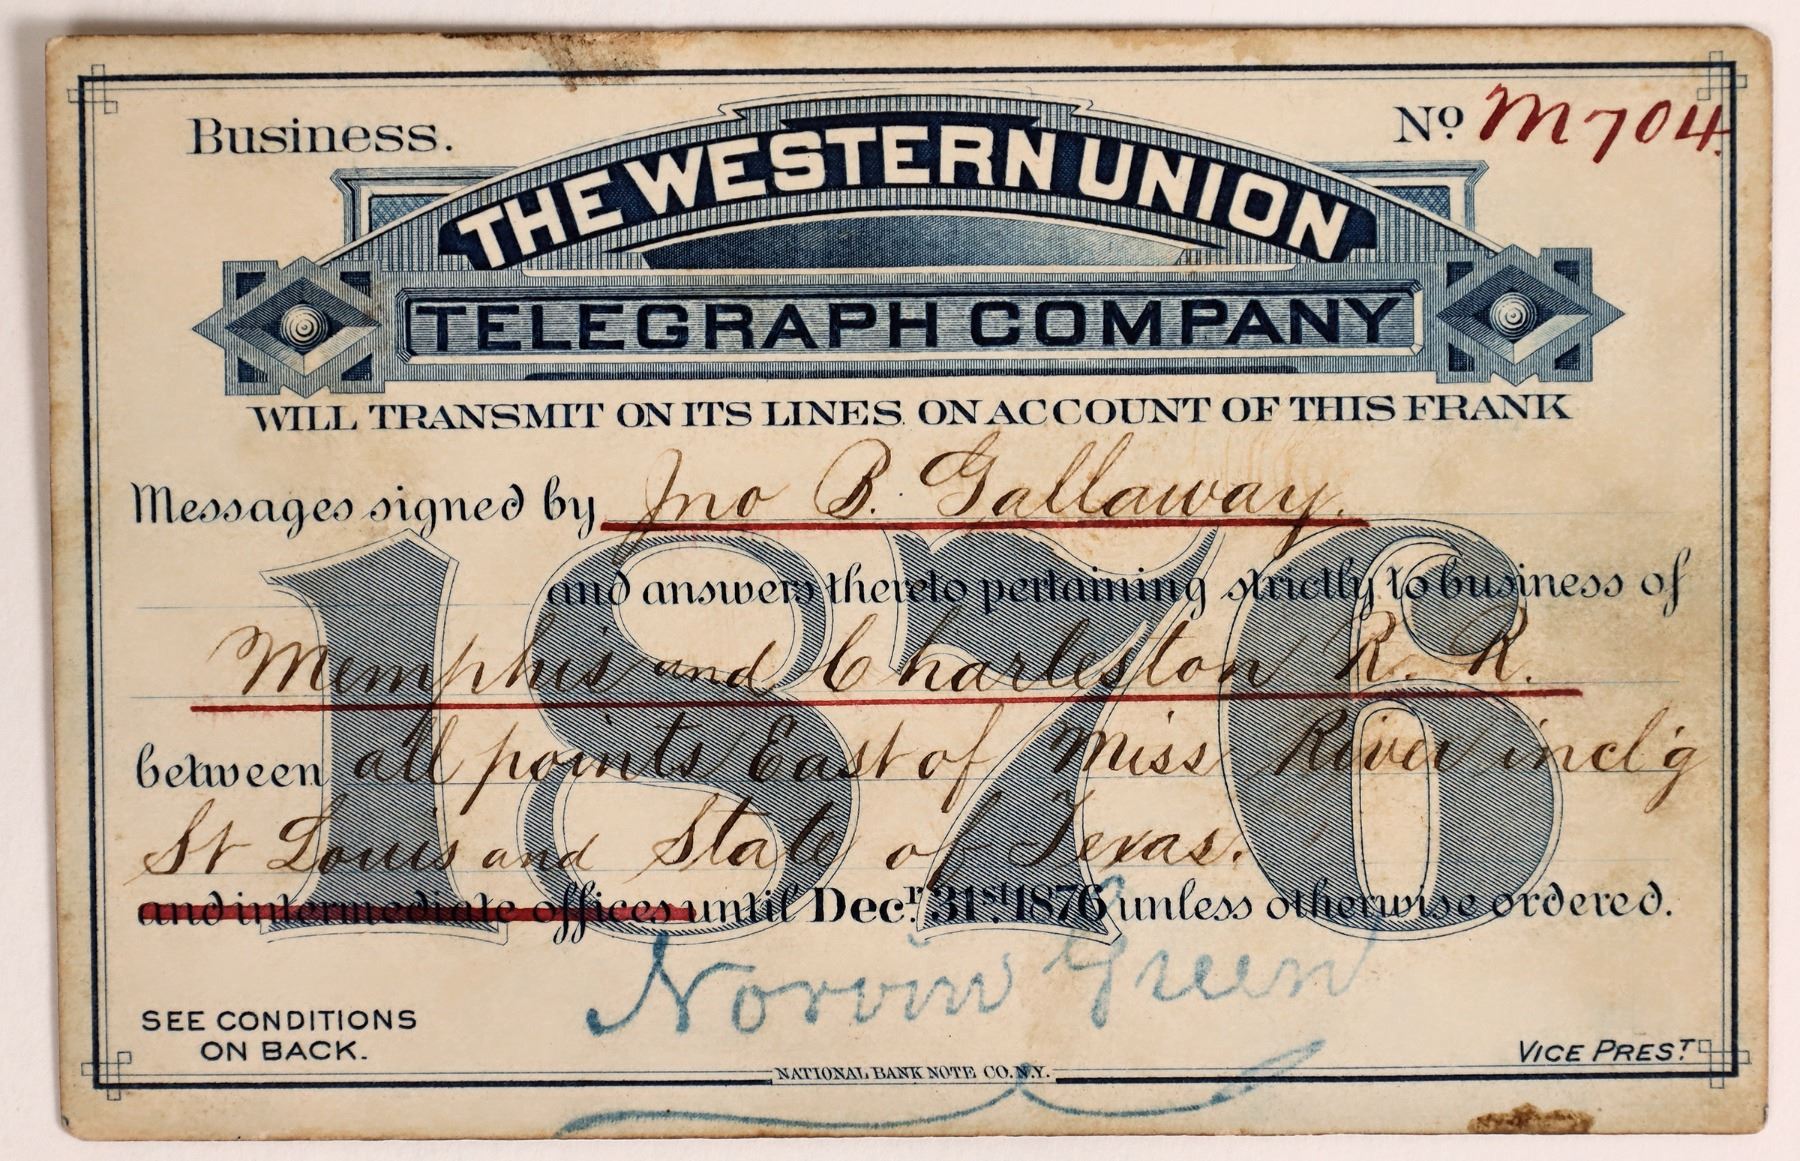 Business.
No. M704.
THE WESTERN UNION
TELEGRAPH COMPANY
WILL TRANSMIT ON ITS LINES ON ACCOUNT OF THIS FRANK
Messages signed by Jno B. Gallaway.
1876
and answers thereto pertaining strictly to business of
Memphis and Charleston R. R.
between all points East of Miss River incl'g
St Louis and State of Texas.
and intermediate offices until Decr. 31st. 1876 unless otherwise ordered.
Norvin Green
SEE CONDITIONS
ON BACK.
VICE PREST.
NATIONAL BANK NOTE CO. N.Y.